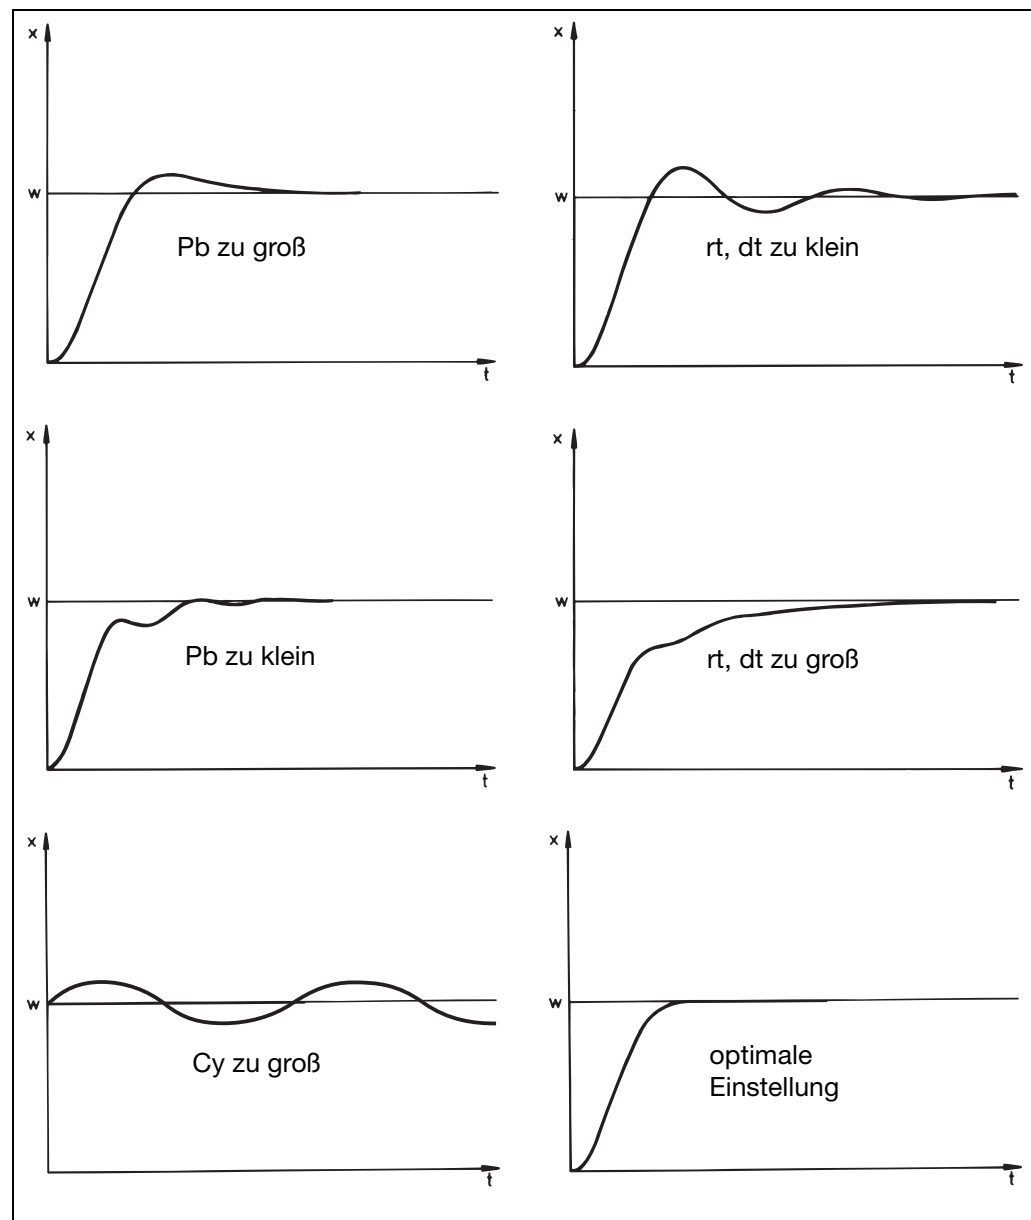 x
w
Pb zu groß
t
x
w
rt, dt zu klein
t
x
w
Pb zu klein
t
x
w
rt, dt zu groß
t
x
w
Cy zu groß
t
x
w
optimale
Einstellung
t